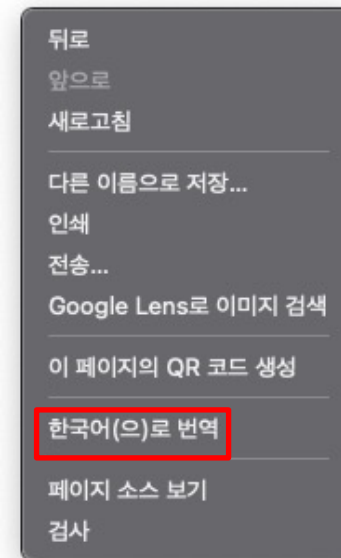 뒤로
앞으로
새로고침
다른 이름으로 저장...
인쇄
전송...
Google Lens로 이미지 검색
이 페이지의 QR 코드 생성
한국어(으)로 번역
페이지 소스 보기
검사